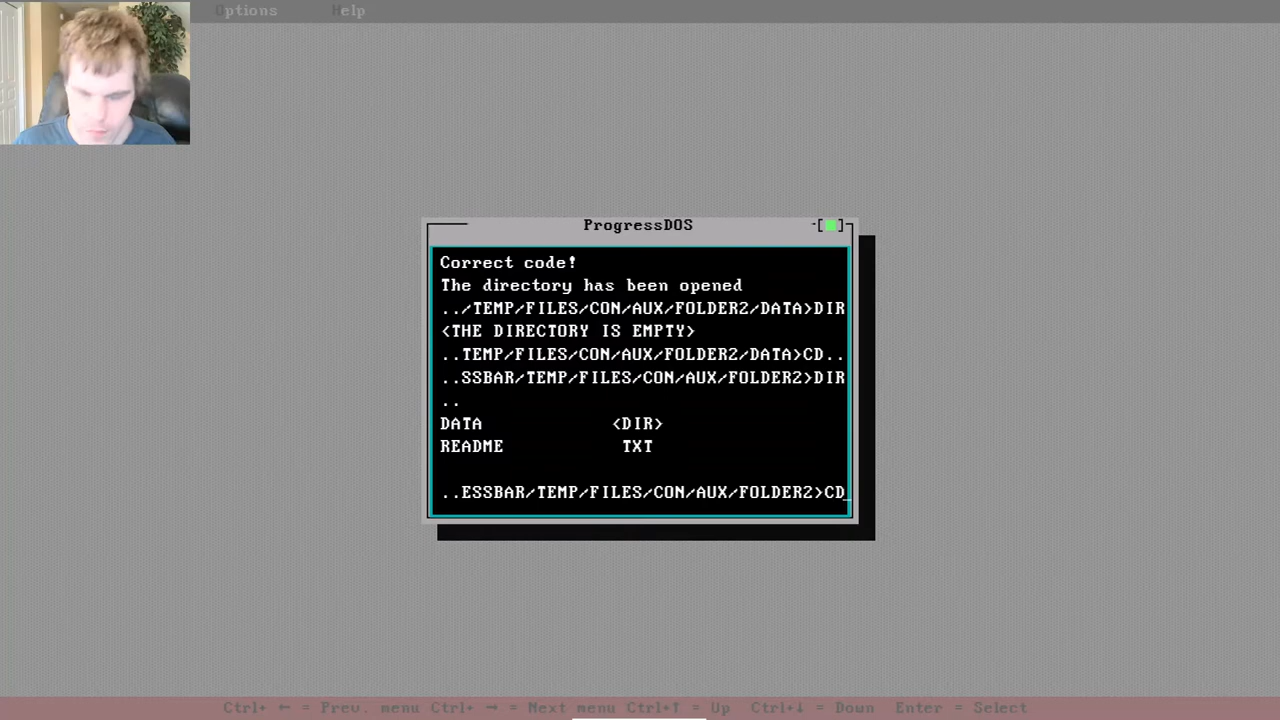 Options Help
ProgressDOS
Correct code!
The directory has been opened
../TEMP/FILES/CON/AUX/FOLDER2/DATA>DIR
<THE DIRECTORY IS EMPTY>
..TEMP/FILES/CON/AUX/FOLDER2/DATA>CD..
..SSBAR/TEMP/FILES/CON/AUX/FOLDER2>DIR
..
DATA <DIR>
README TXT
..ESSBAR/TEMP/FILES/CON/AUX/FOLDER2>CD_
Ctrl+ ← = Prev. menu Ctrl+ → = Next menu Ctrl+↑ = Up Ctrl+↓ = Down Enter = Select